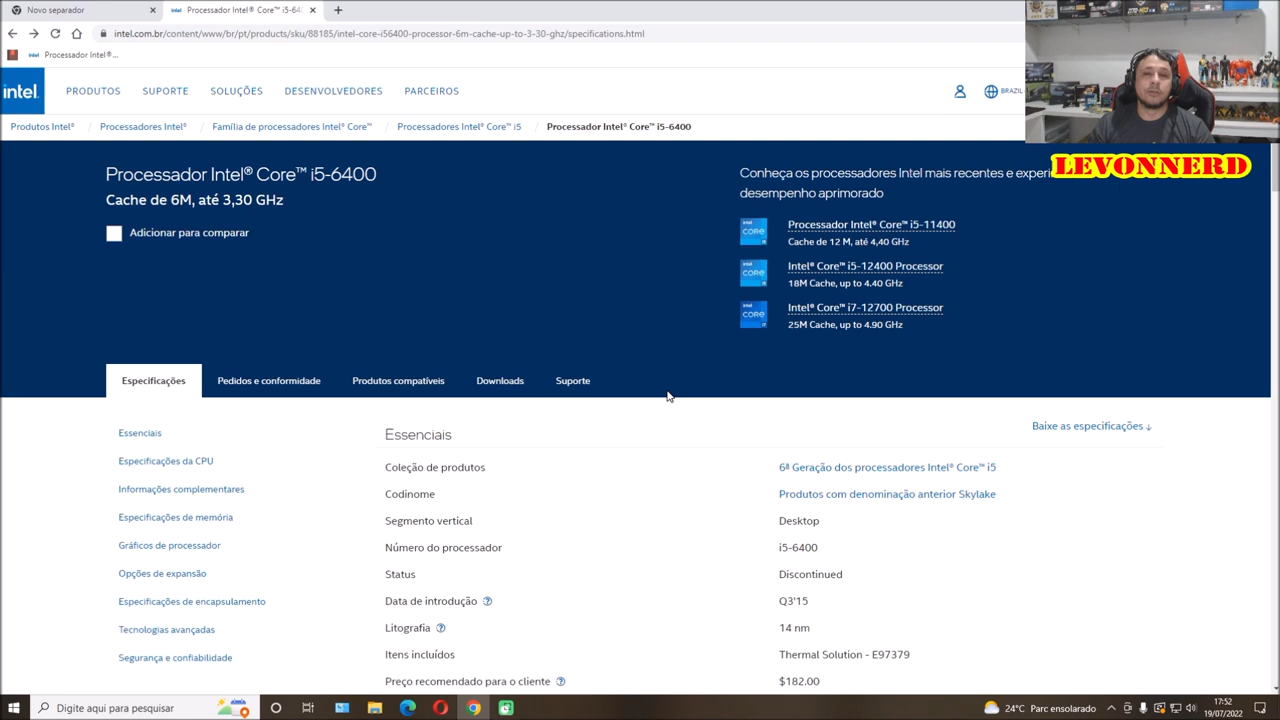 Novo separador
Processador Intel® Core™ i5-64
intel.com.br/content/www/br/pt/products/sku/88185/intel-core-i56400-processor-6m-cache-up-to-3-30-ghz/specifications.html
intel Processador Intel®...
intel.
PRODUTOS
SUPORTE
SOLUÇÕES
DESENVOLVEDORES
PARCEIROS
BRAZIL
Produtos Intel® / Processadores Intel® / Família de processadores Intel® Core™ / Processadores Intel® Core™ i5 / Processador Intel® Core™ i5-6400
LEVONNERD
Processador Intel® Core™ i5-6400
Cache de 6M, até 3,30 GHz
Adicionar para comparar
Conheça os processadores Intel mais recentes e experi
desempenho aprimorado
intel CORE i5
Processador Intel® Core™ i5-11400
Cache de 12 M, até 4,40 GHz
intel CORE i5
Intel® Core™ i5-12400 Processor
18M Cache, up to 4.40 GHz
intel CORE i7
Intel® Core™ i7-12700 Processor
25M Cache, up to 4.90 GHz
Especificações
Pedidos e conformidade
Produtos compatíveis
Downloads
Suporte
Essenciais
Especificações da CPU
Informações complementares
Especificações de memória
Gráficos de processador
Opções de expansão
Especificações de encapsulamento
Tecnologias avançadas
Segurança e confiabilidade
Baixe as especificações ↓
Essenciais
Coleção de produtos 6ª Geração dos processadores Intel® Core™ i5
Codinome Produtos com denominação anterior Skylake
Segmento vertical Desktop
Número do processador i5-6400
Status Discontinued
Data de introdução ? Q3'15
Litografia ? 14 nm
Itens incluídos Thermal Solution - E97379
Preço recomendado para o cliente ? $182.00
Digite aqui para pesquisar
24°C Parc ensolarado
17:52
19/07/2022